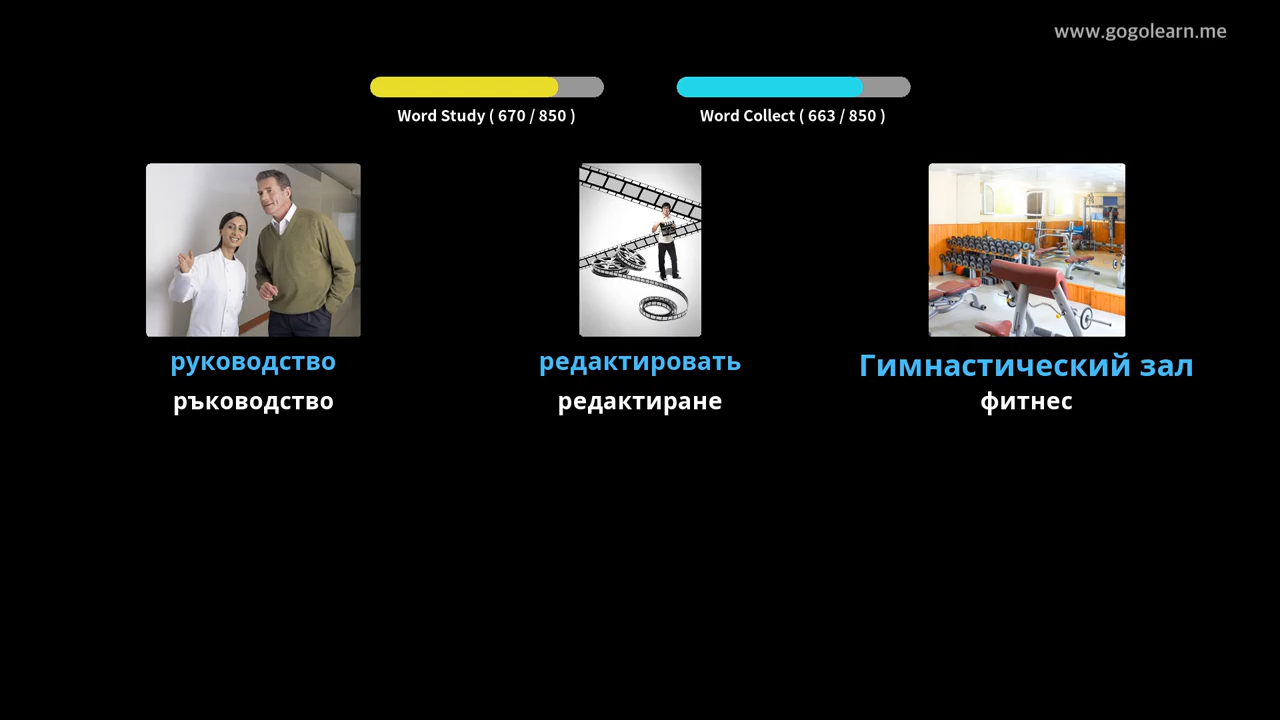 www.gogolearn.me
Word Study ( 670 / 850 )
Word Collect ( 663 / 850 )
руководство
редактировать
Гимнастический зал
ръководство
редактиране
фитнес